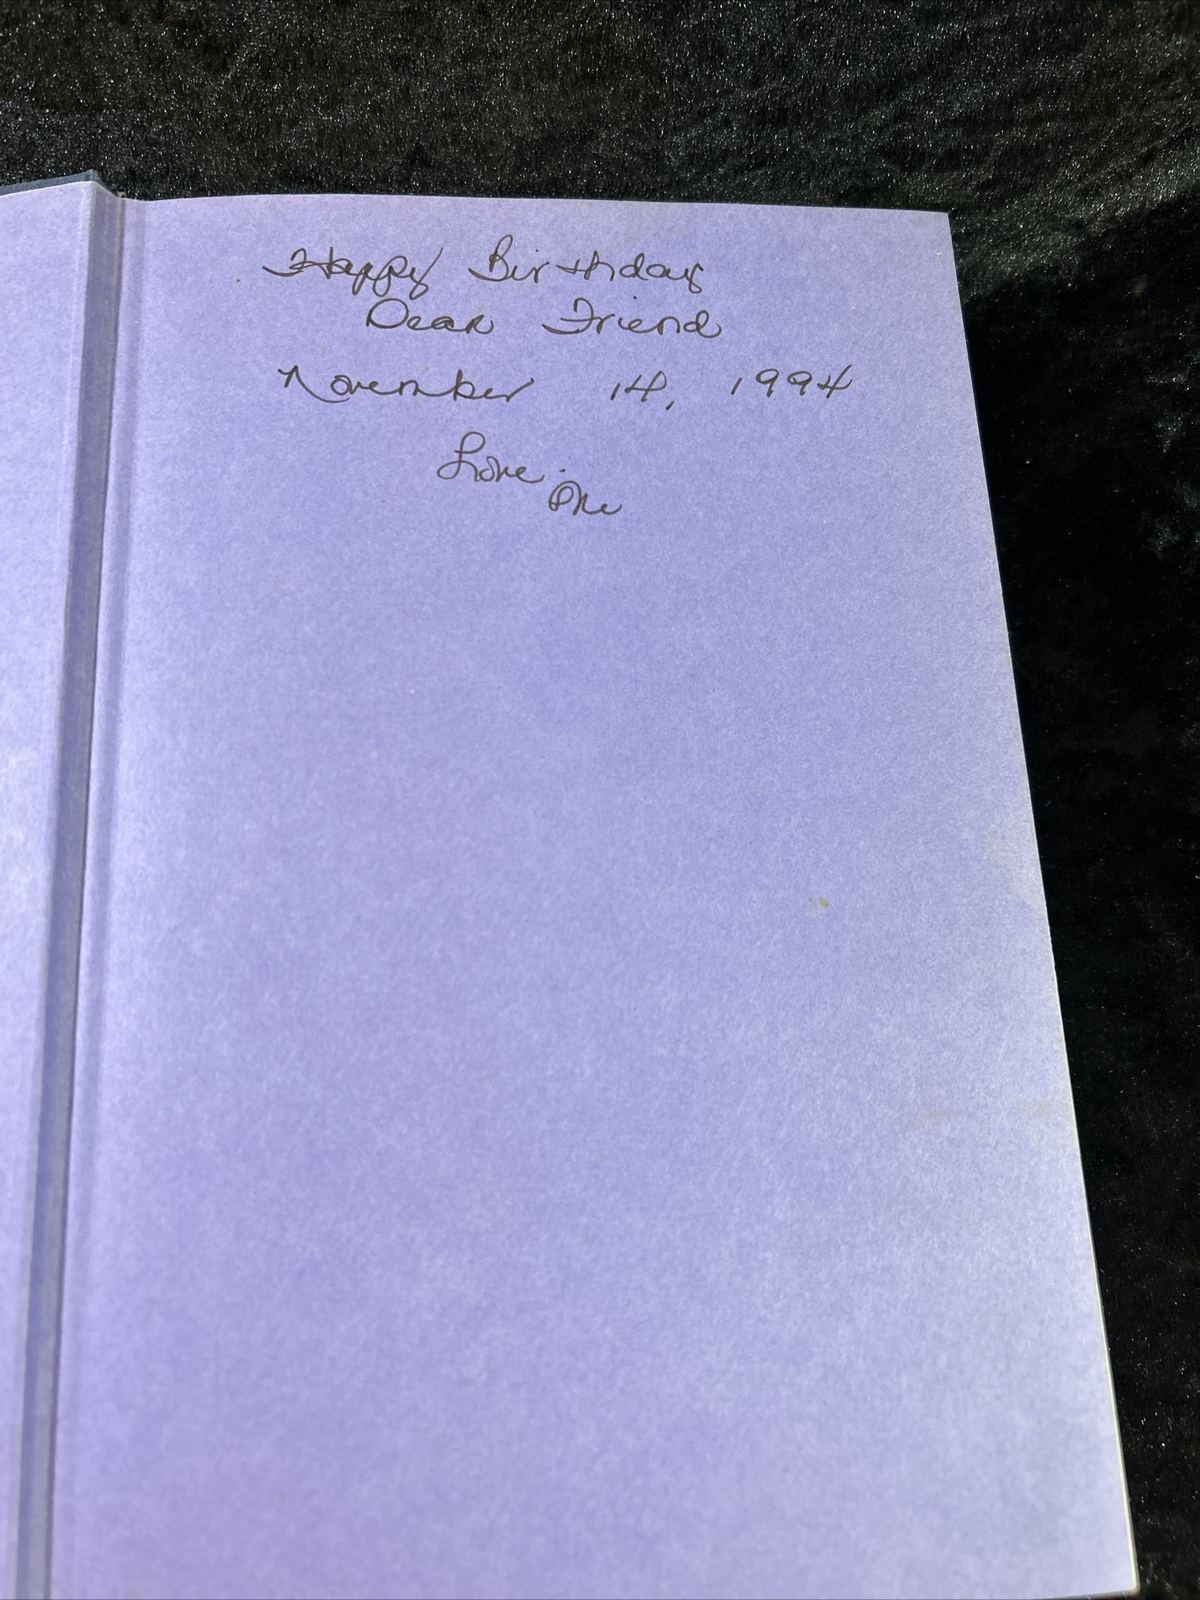 Happy Birthday
Dear Friend
November 14, 1994
Love